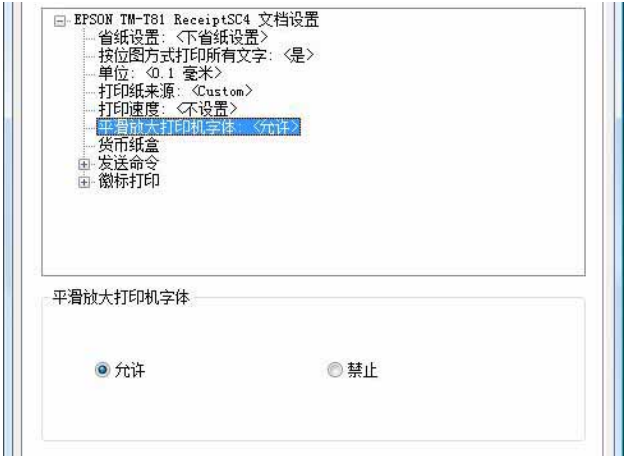 EPSON TM-T81 ReceiptSC4 文档设置
省纸设置: <下省纸设置>
按位图方式打印所有文字: <是>
单位: <0.1 毫米>
打印纸来源: <Custom>
打印速度: <不设置>
平滑放大打印机字体: <允许>
货币纸盒
发送命令
徽标打印
平滑放大打印机字体
允许 禁止